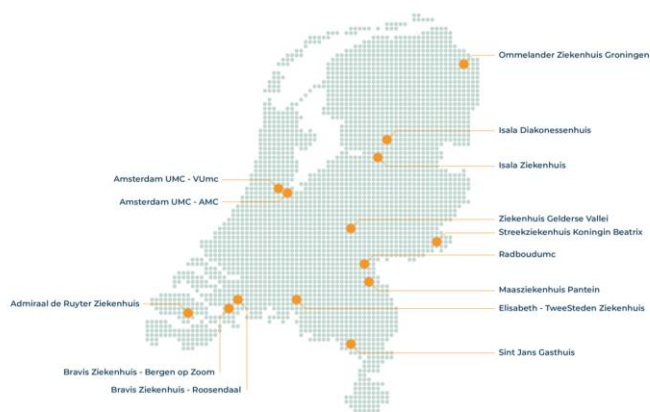 Ommelander Ziekenhuis Groningen
Isala Diakonessenhuis
Isala Ziekenhuis
Amsterdam UMC - VUmc
Amsterdam UMC - AMC
Ziekenhuis Gelderse Vallei
Streekziekenhuis Koningin Beatrix
Radboudumc
Maasziekenhuis Pantein
Admiraal de Ruyter Ziekenhuis
Elisabeth - TweeSteden Ziekenhuis
Sint Jans Gasthuis
Bravis Ziekenhuis - Bergen op Zoom
Bravis Ziekenhuis - Roosendaal